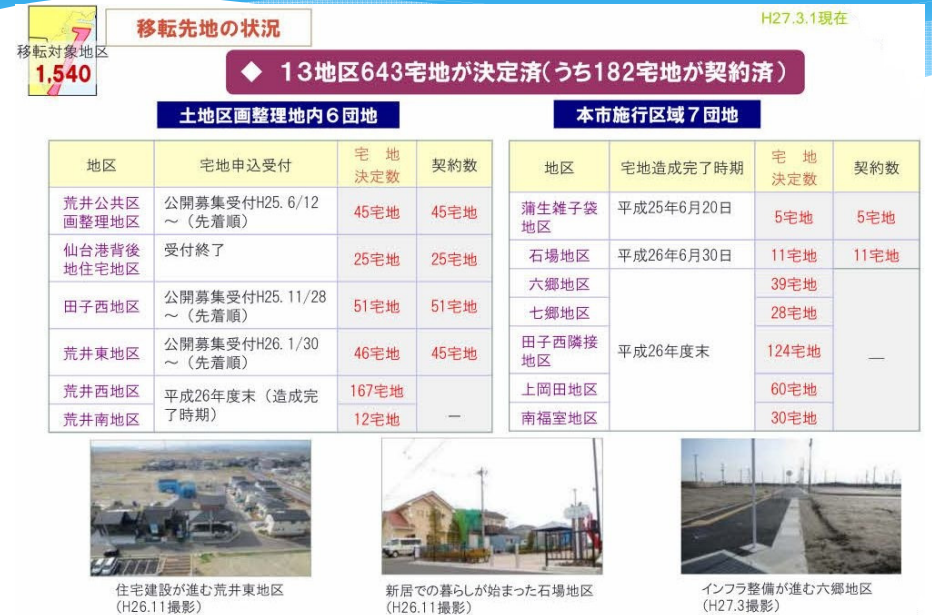 移転先地の状況
H27.3.1現在
移転対象地区
1,540
◆ 13地区643宅地が決定済(うち182宅地が契約済)
土地区画整理地内6団地
地区 宅地申込受付 宅 地 契約数
決定数
荒井公共区 公開募集受付H25.6/12 45宅地 45宅地
画整理地区 ～（先着順）
仙台港背後 受付終了 25宅地 25宅地
地住宅地区
田子西地区 公開募集受付H25.11/28 51宅地 51宅地
～（先着順）
荒井東地区 公開募集受付H26.1/30 46宅地 45宅地
～（先着順）
荒井西地区 平成26年度末（造成完 167宅地 －
荒井南地区 了時期） 12宅地
本市施行区域7団地
地区 宅地造成完了時期 宅 地 契約数
決定数
蒲生雑子袋 平成25年6月20日 5宅地 5宅地
地区
石場地区 平成26年6月30日 11宅地 11宅地
六郷地区 39宅地
七郷地区 28宅地
田子西隣接 平成26年度末 124宅地 －
地区
上岡田地区 60宅地
南福室地区 30宅地
住宅建設が進む荒井東地区
（H26.11撮影）
新居での暮らしが始まった石場地区
（H26.11撮影）
インフラ整備が進む六郷地区
（H27.3撮影）